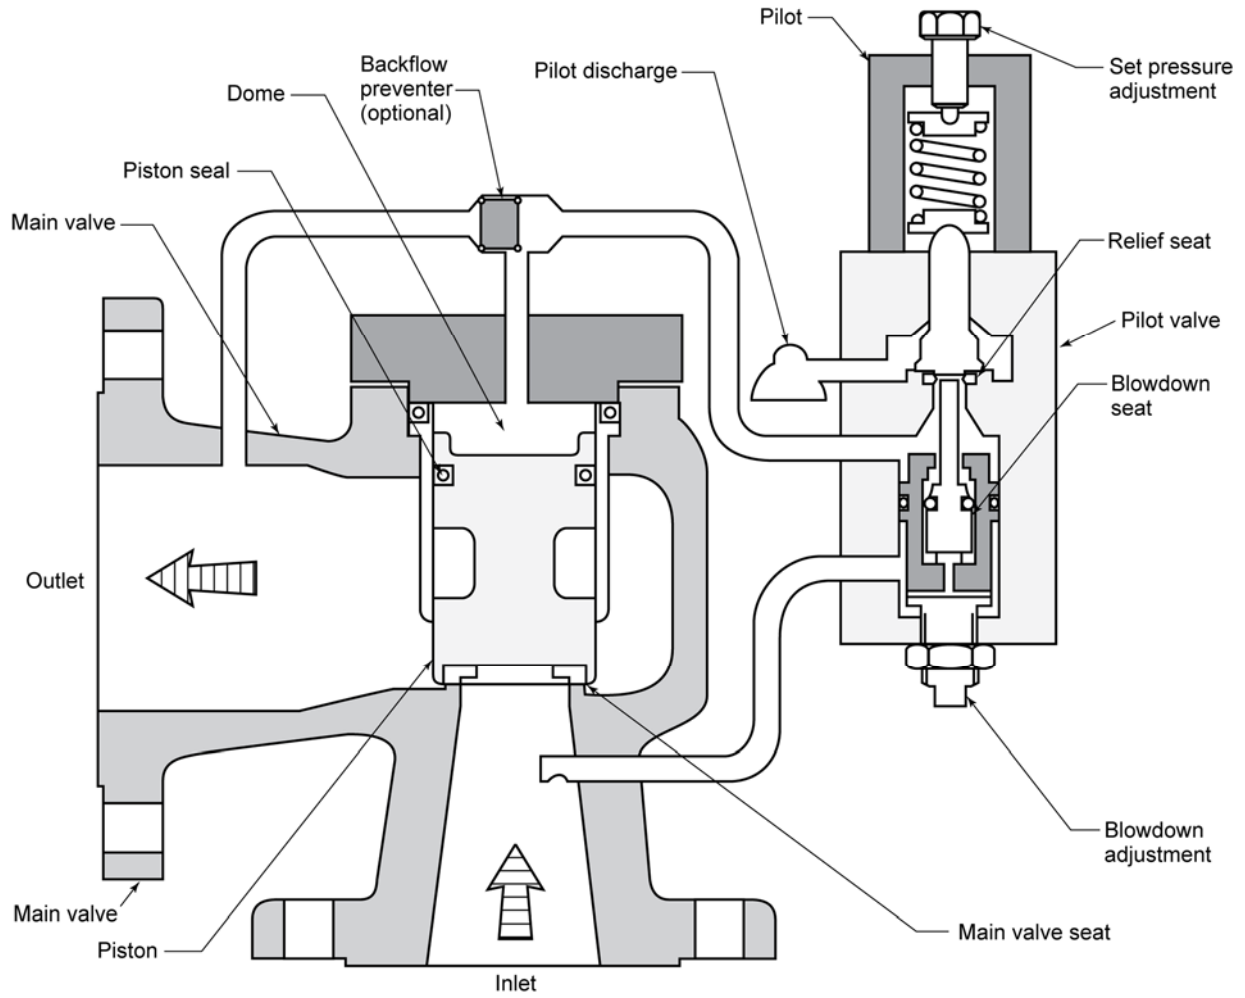 Pilot
Set pressure
adjustment
Backflow
preventer
(optional)
Pilot discharge
Dome
Piston seal
Main valve
Relief seat
Pilot valve
Blowdown
seat
Outlet
Blowdown
adjustment
Main valve
Piston
Main valve seat
Inlet